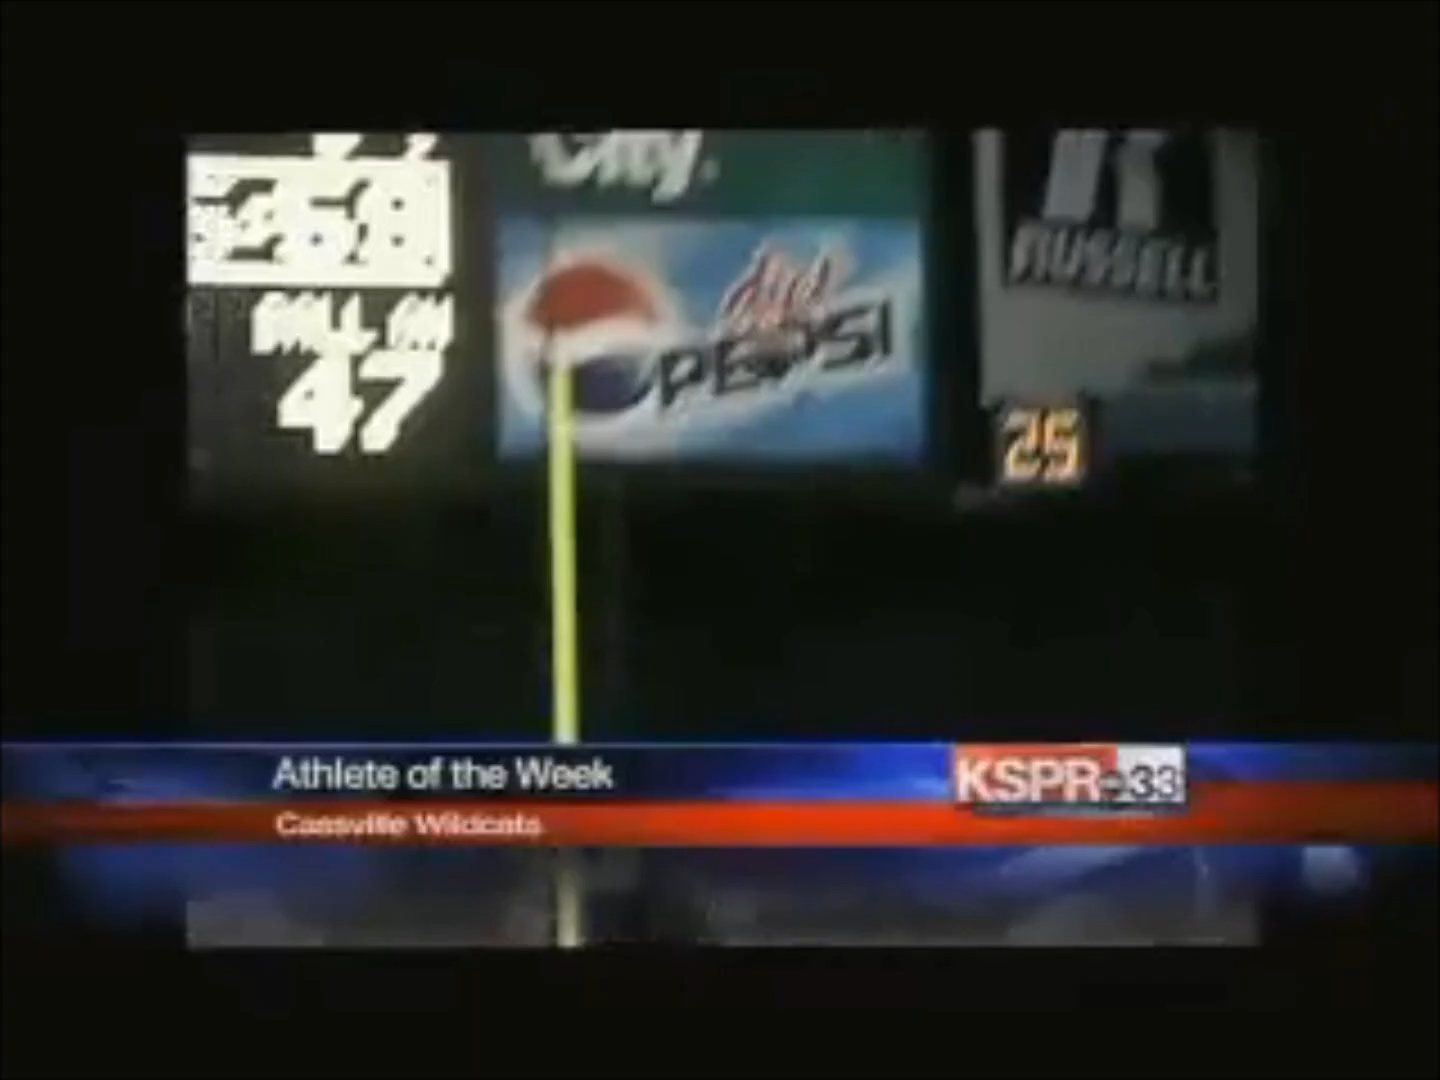 City.
BALL ON
47
diet
PEPSI
R
RUSSELL
25
Athlete of the Week
KSPR 33
Cassville Wildcats